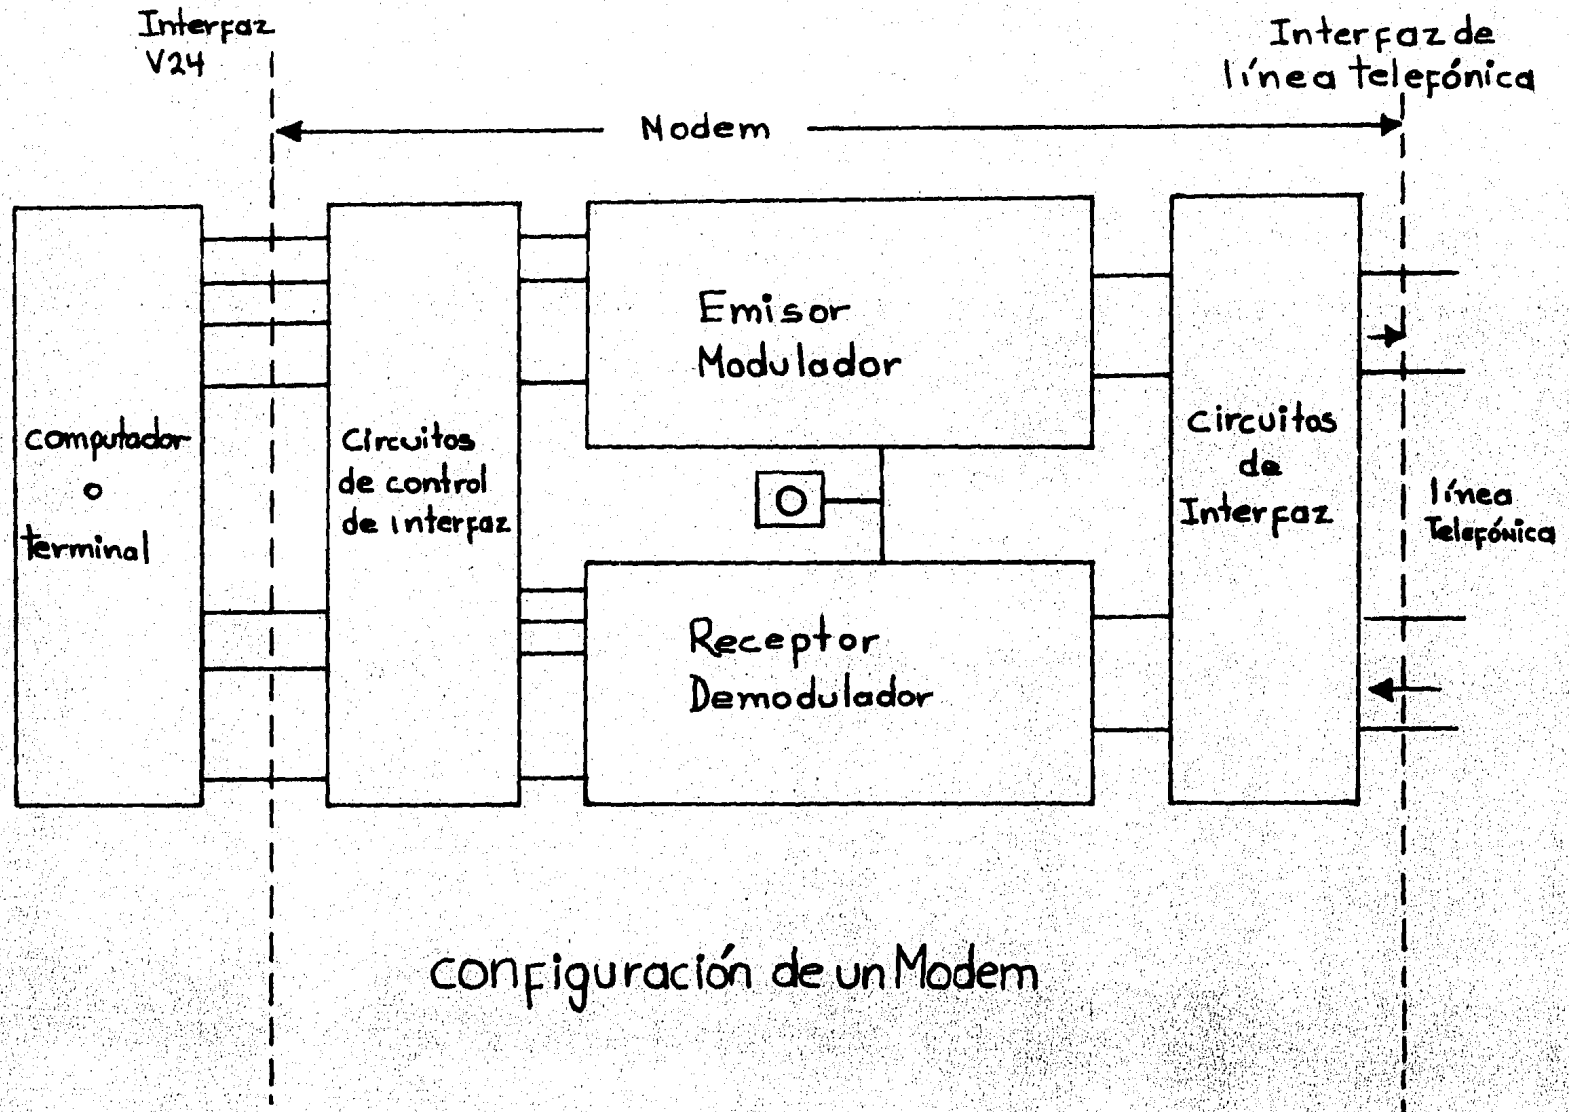 Interfaz
V24
Interfaz de
línea telefónica
Modem
computador
o
terminal
Circuitos
de control
de interfaz
Emisor
Modulador
O
Receptor
Demodulador
circuitos
de
Interfaz
línea
Telefónica
configuración de un Modem